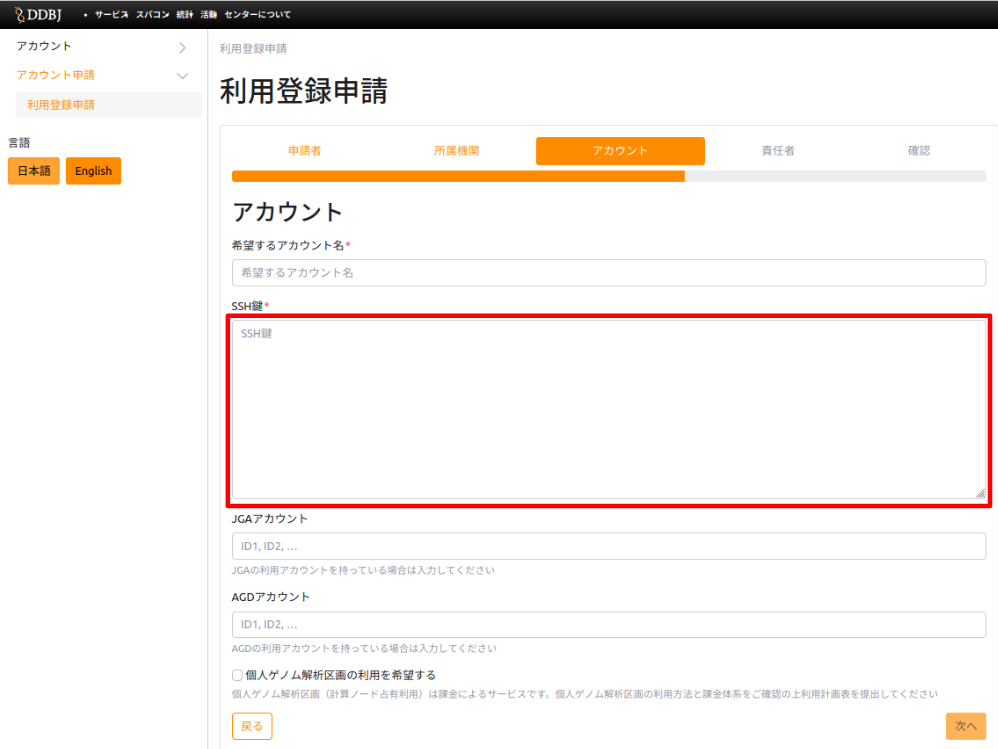 DDBJ
• サービス スパコン 統計 活動 センターについて
アカウント
アカウント申請
利用登録申請
言語
日本語 English
利用登録申請
利用登録申請
申請者 所属機関 アカウント 責任者 確認
アカウント
希望するアカウント名*
希望するアカウント名
SSH鍵*
SSH鍵
JGAアカウント
ID1, ID2, ...
JGAの利用アカウントを持っている場合は入力してください
AGDアカウント
ID1, ID2, ...
AGDの利用アカウントを持っている場合は入力してください
個人ゲノム解析区画の利用を希望する
個人ゲノム解析区画（計算ノード占有利用）は課金によるサービスです。個人ゲノム解析区画の利用方法と課金体系をご確認の上利用計画表を提出してください
戻る 次へ